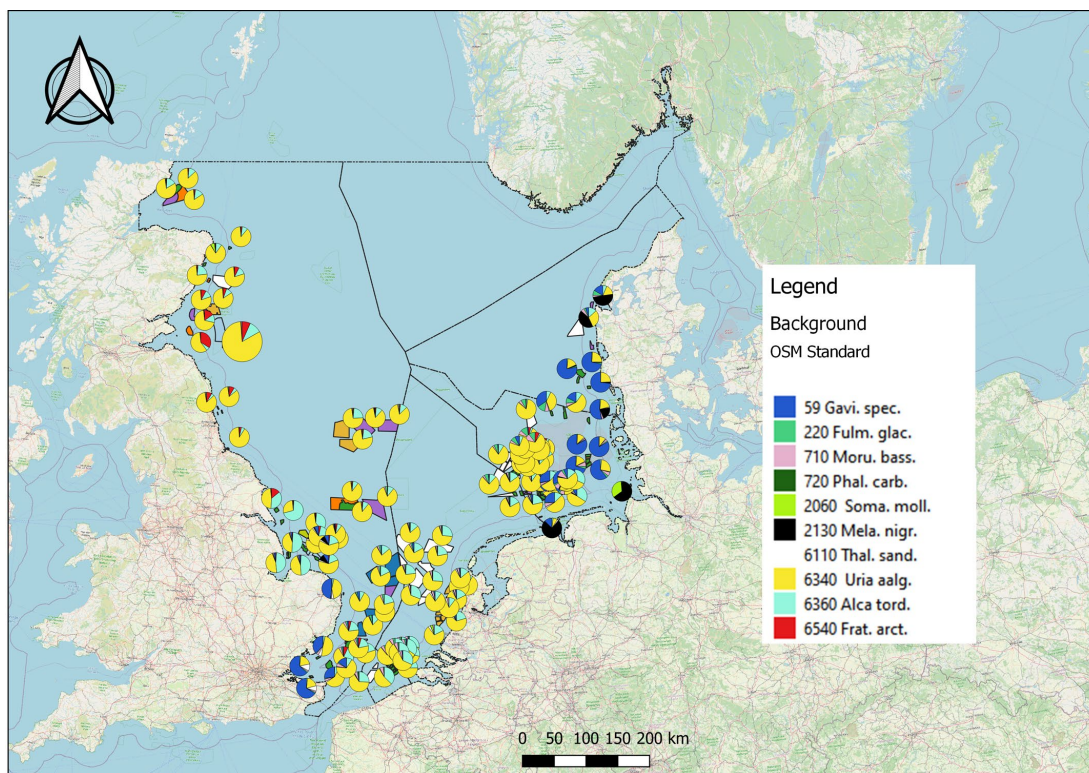 Legend
Background
OSM Standard
59 Gavi. spec.
220 Fulm. glac.
710 Moru. bass.
720 Phal. carb.
2060 Soma. moll.
2130 Mela. nigr.
6110 Thal. sand.
6340 Uria aalg.
6360 Alca tord.
6540 Frat. arct.
0 50 100 150 200 km